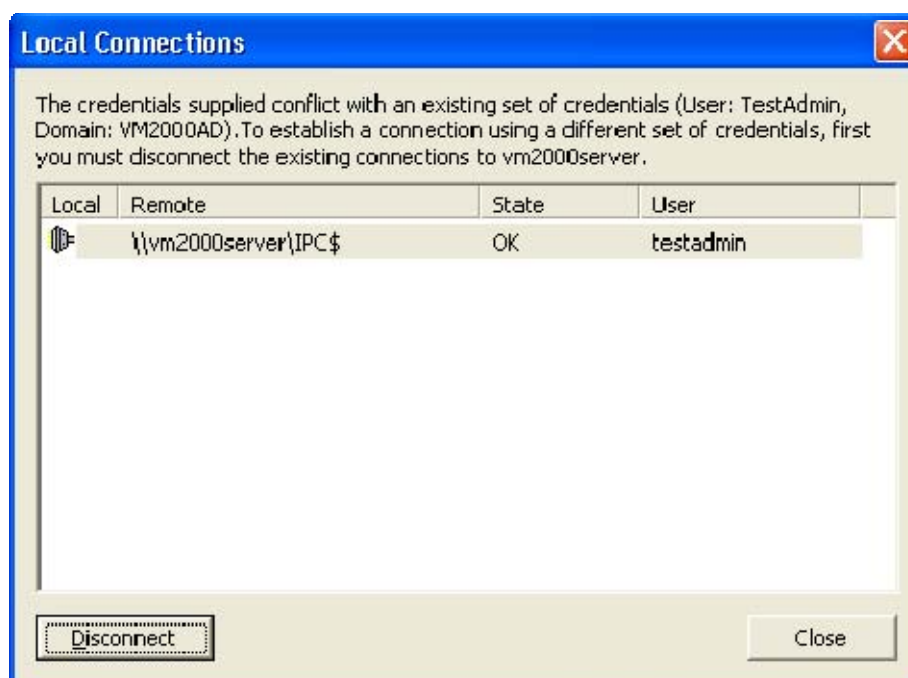 Local Connections
The credentials supplied conflict with an existing set of credentials (User: TestAdmin,
Domain: VM2000AD).To establish a connection using a different set of credentials, first
you must disconnect the existing connections to vm2000server.
Local Remote State User
\\vm2000server\IPC$ OK testadmin
Disconnect Close